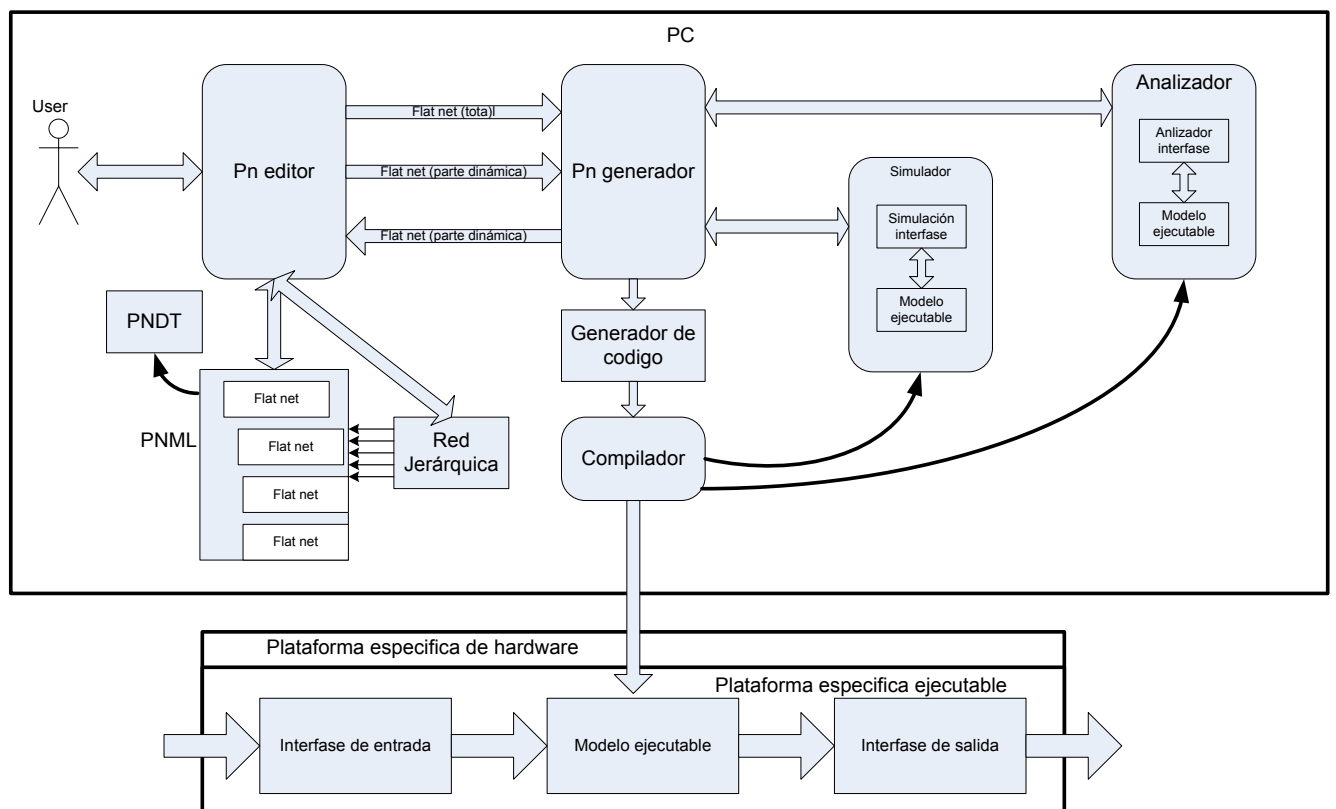 PC
User
Pn editor
Flat net (tota)l
Flat net (parte dinámica)
Flat net (parte dinámica)
Pn generador
Analizador
Anlizador
interfase
Modelo
ejecutable
Simulador
Simulación
interfase
Modelo
ejecutable
PNDT
Generador de
codigo
PNML
Flat net
Flat net
Flat net
Flat net
Red
Jerárquica
Compilador
Plataforma especifica de hardware
Plataforma especifica ejecutable
Interfase de entrada
Modelo ejecutable
Interfase de salida